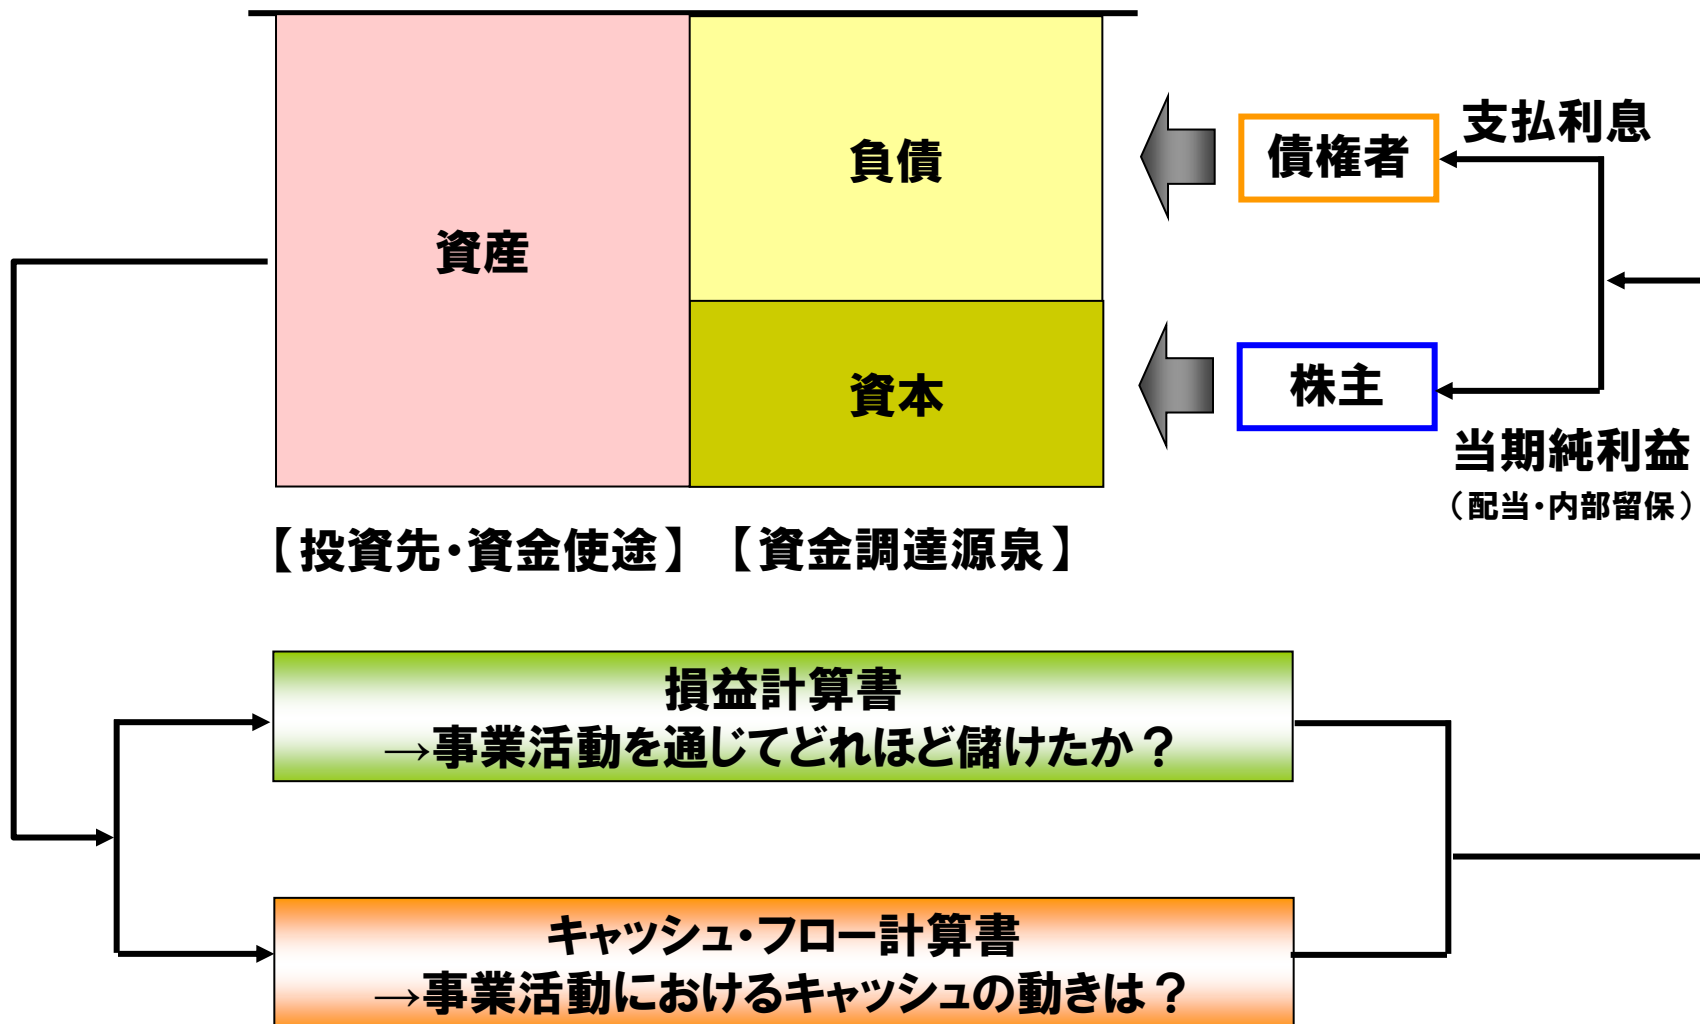 資産
負債
資本
債権者
支払利息
株主
当期純利益
（配当・内部留保）
【投資先・資金使途】 【資金調達源泉】
損益計算書
→事業活動を通じてどれほど儲けたか？
キャッシュ・フロー計算書
→事業活動におけるキャッシュの動きは？